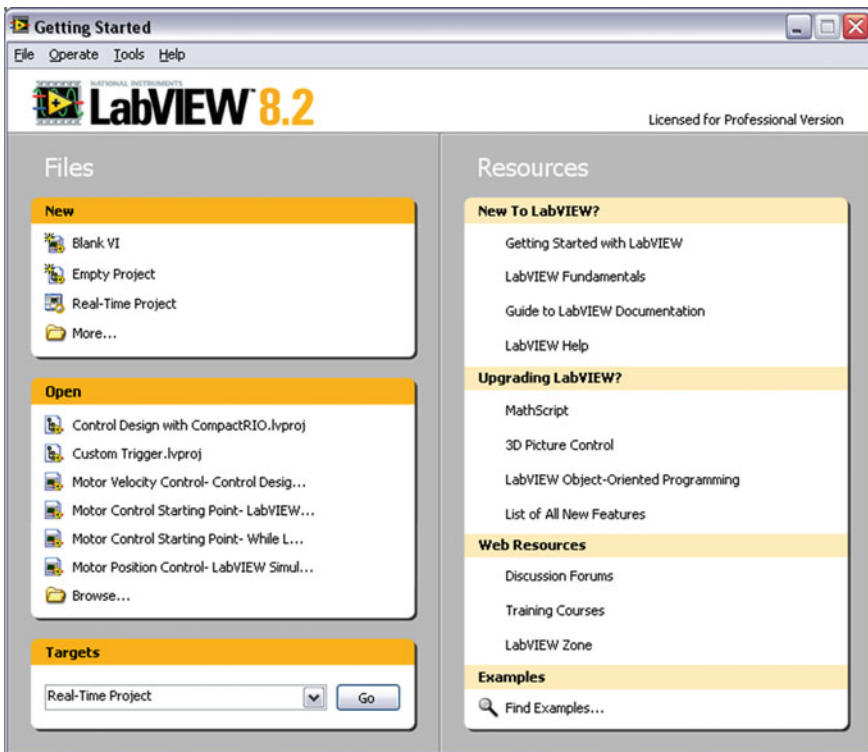 Getting Started
File Operate Tools Help
NATIONAL INSTRUMENTS
LabVIEW™ 8.2
Licensed for Professional Version
Files
New
Blank VI
Empty Project
Real-Time Project
More...
Open
Control Design with CompactRIO.lvproj
Custom Trigger.lvproj
Motor Velocity Control- Control Desig...
Motor Control Starting Point- LabVIEW...
Motor Control Starting Point- While L...
Motor Position Control- LabVIEW Simul...
Browse...
Targets
Real-Time Project
Go
Resources
New To LabVIEW?
Getting Started with LabVIEW
LabVIEW Fundamentals
Guide to LabVIEW Documentation
LabVIEW Help
Upgrading LabVIEW?
MathScript
3D Picture Control
LabVIEW Object-Oriented Programming
List of All New Features
Web Resources
Discussion Forums
Training Courses
LabVIEW Zone
Examples
Find Examples...